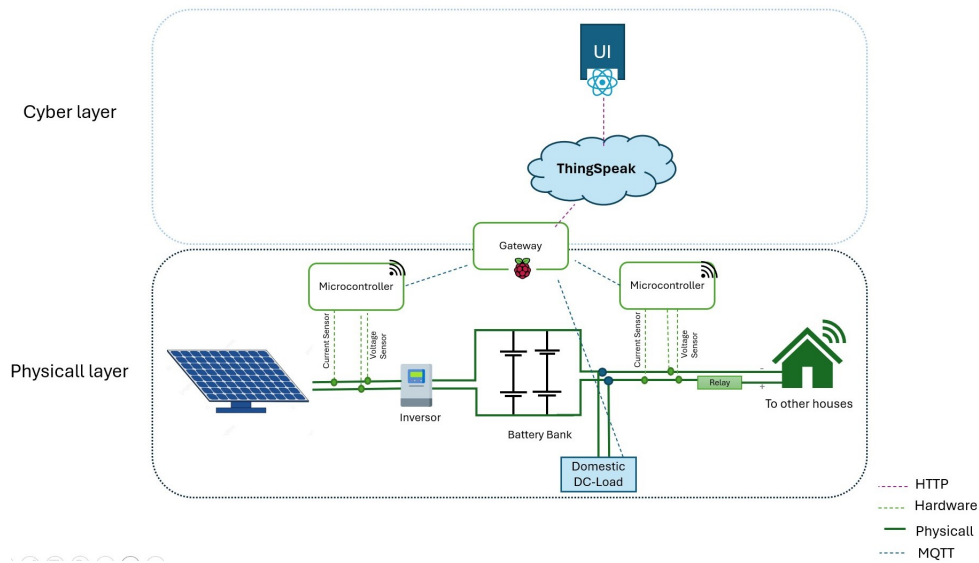 UI
Cyber layer
ThingSpeak
Gateway
Microcontroller
Microcontroller
Current Sensor
Voltage
Sensor
Current Sensor
Voltage
Sensor
Physicall layer
-
Relay
+
Inversor
To other houses
Battery Bank
Domestic
DC-Load
HTTP
Hardware
Physicall
MQTT